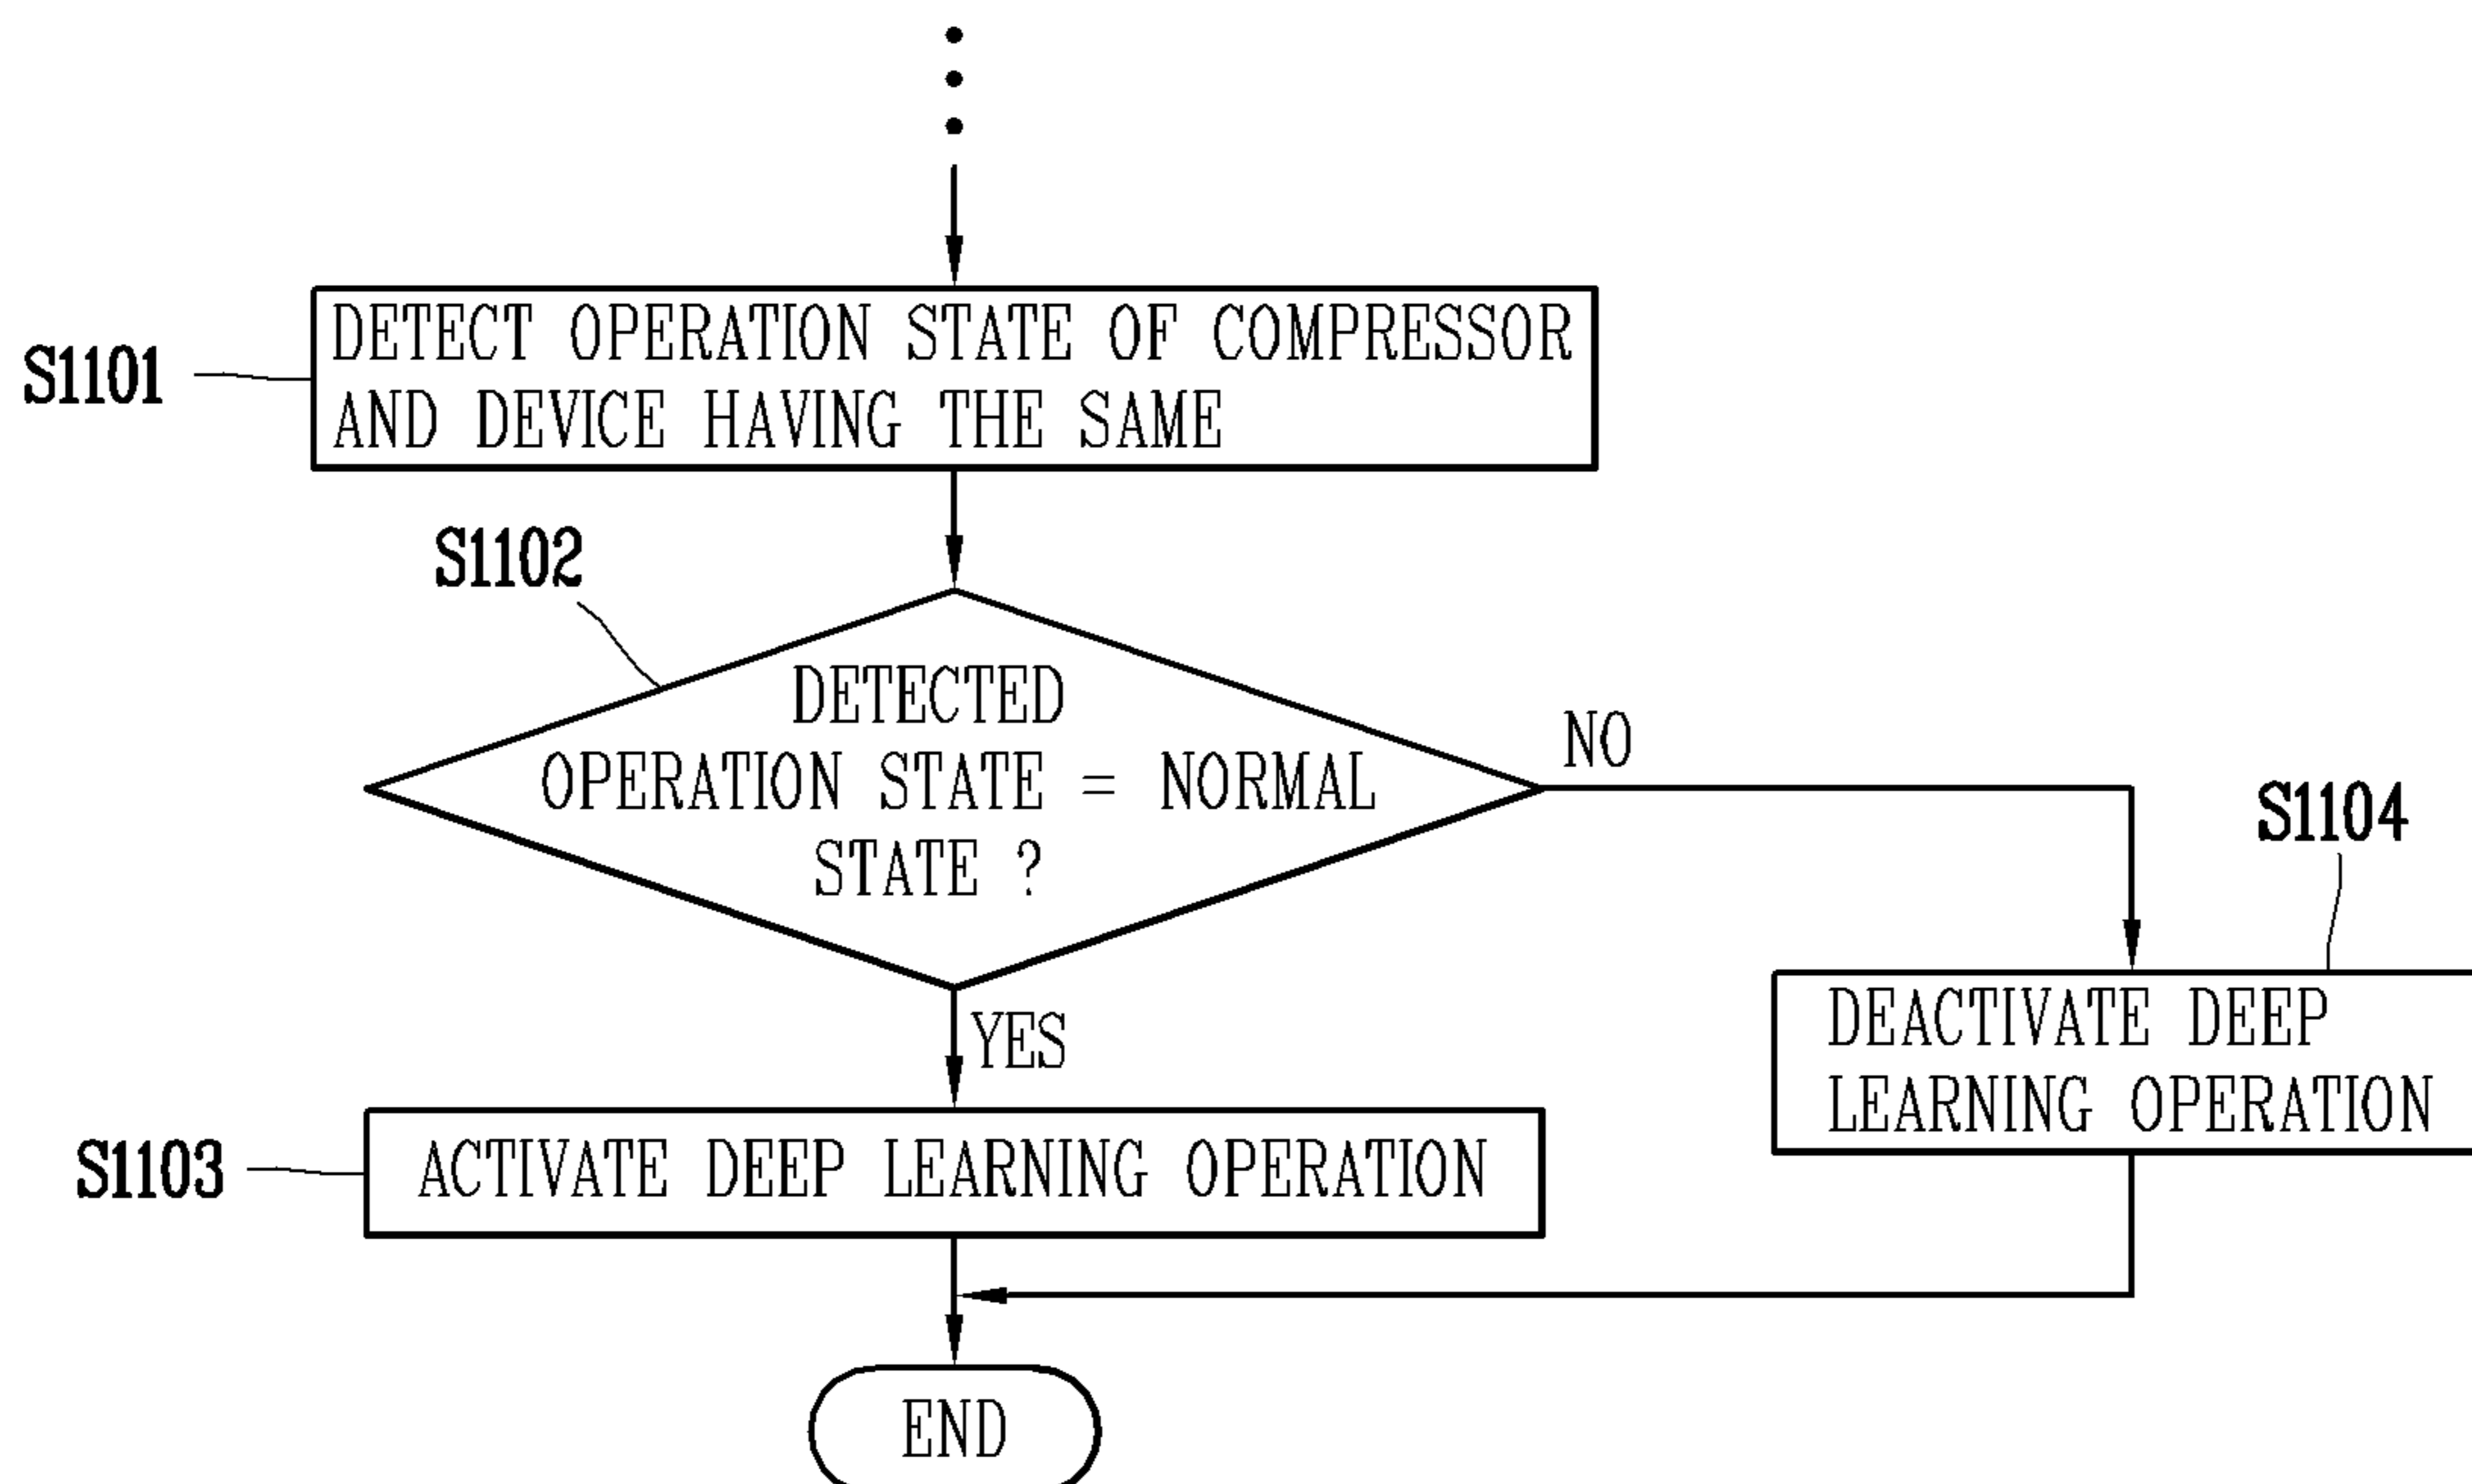 S1101
DETECT OPERATION STATE OF COMPRESSOR
AND DEVICE HAVING THE SAME
S1102
DETECTED
OPERATION STATE = NORMAL
STATE ?
NO
S1104
DEACTIVATE DEEP
LEARNING OPERATION
YES
S1103
ACTIVATE DEEP LEARNING OPERATION
END